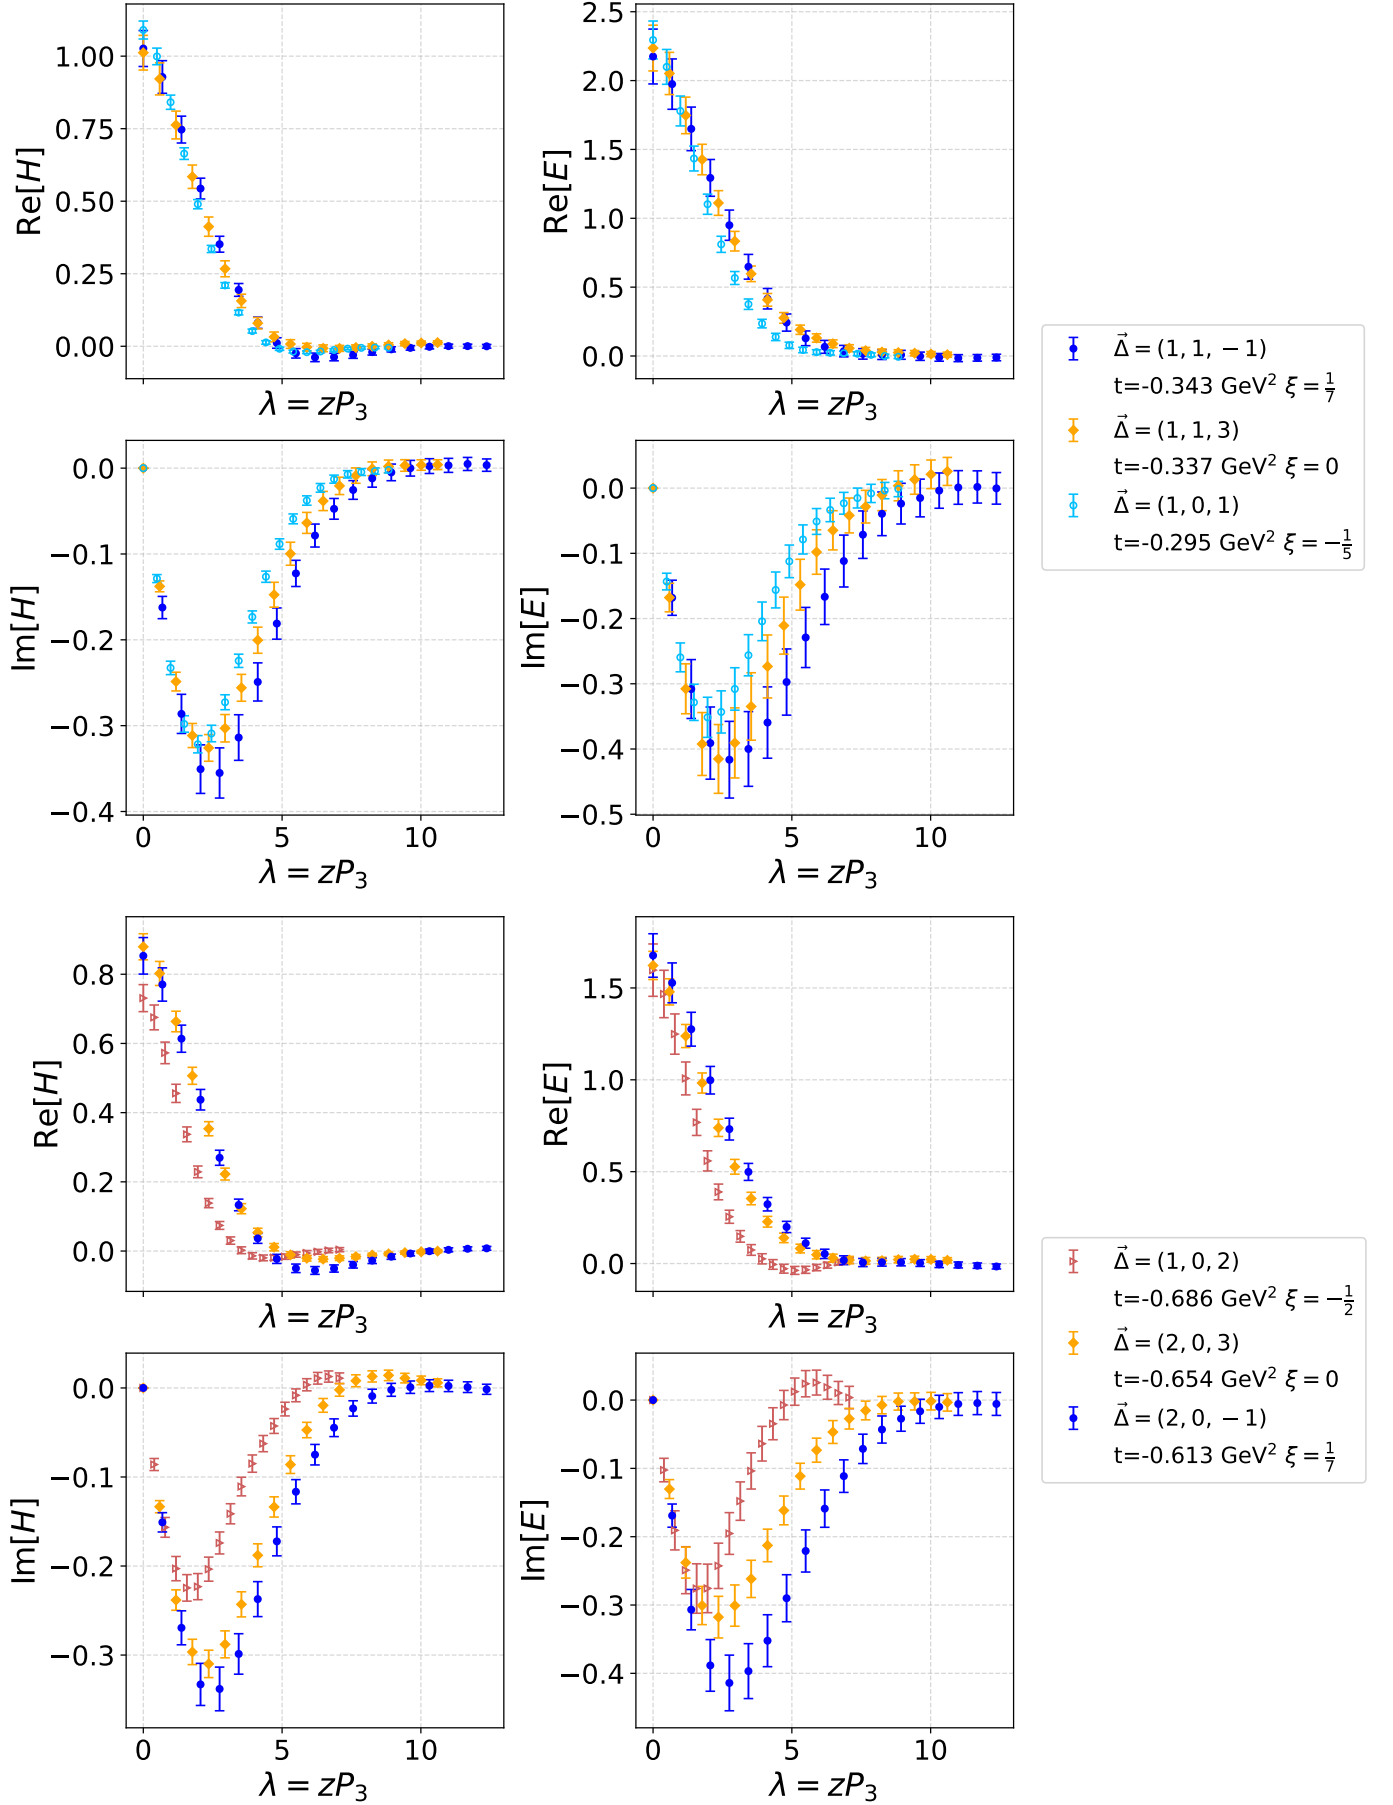 2.5
1.00
2.0
0.75
1.5
Re[H]
Re[E]
0.50
1.0
0.25
0.5
0.00
0.0
λ = zP₃
λ = zP₃
Δ⃗ = (1, 1, −1)
t=-0.343 GeV² ξ = 1/7
Δ⃗ = (1, 1, 3)
t=-0.337 GeV² ξ = 0
Δ⃗ = (1, 0, 1)
t=-0.295 GeV² ξ = −1/5
0.0
0.0
−0.1
−0.1
−0.2
−0.2
Im[H]
Im[E]
−0.3
−0.3
−0.4
−0.4
−0.5
0 5 10
0 5 10
λ = zP₃
λ = zP₃
0.8
1.5
0.6
1.0
Re[H]
Re[E]
0.4
0.5
0.2
0.0
0.0
λ = zP₃
λ = zP₃
Δ⃗ = (1, 0, 2)
t=-0.686 GeV² ξ = −1/2
Δ⃗ = (2, 0, 3)
t=-0.654 GeV² ξ = 0
Δ⃗ = (2, 0, −1)
t=-0.613 GeV² ξ = 1/7
0.0
0.0
−0.1
−0.1
−0.2
−0.2
Im[H]
Im[E]
−0.3
−0.3
−0.4
0 5 10
0 5 10
λ = zP₃
λ = zP₃